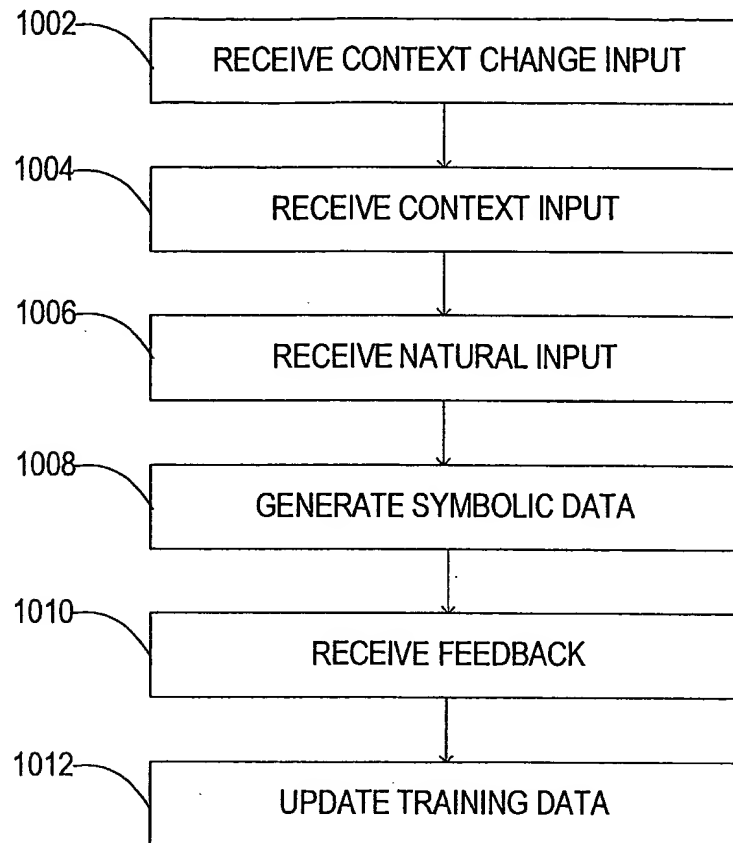 1002
RECEIVE CONTEXT CHANGE INPUT
1004
RECEIVE CONTEXT INPUT
1006
RECEIVE NATURAL INPUT
1008
GENERATE SYMBOLIC DATA
1010
RECEIVE FEEDBACK
1012
UPDATE TRAINING DATA